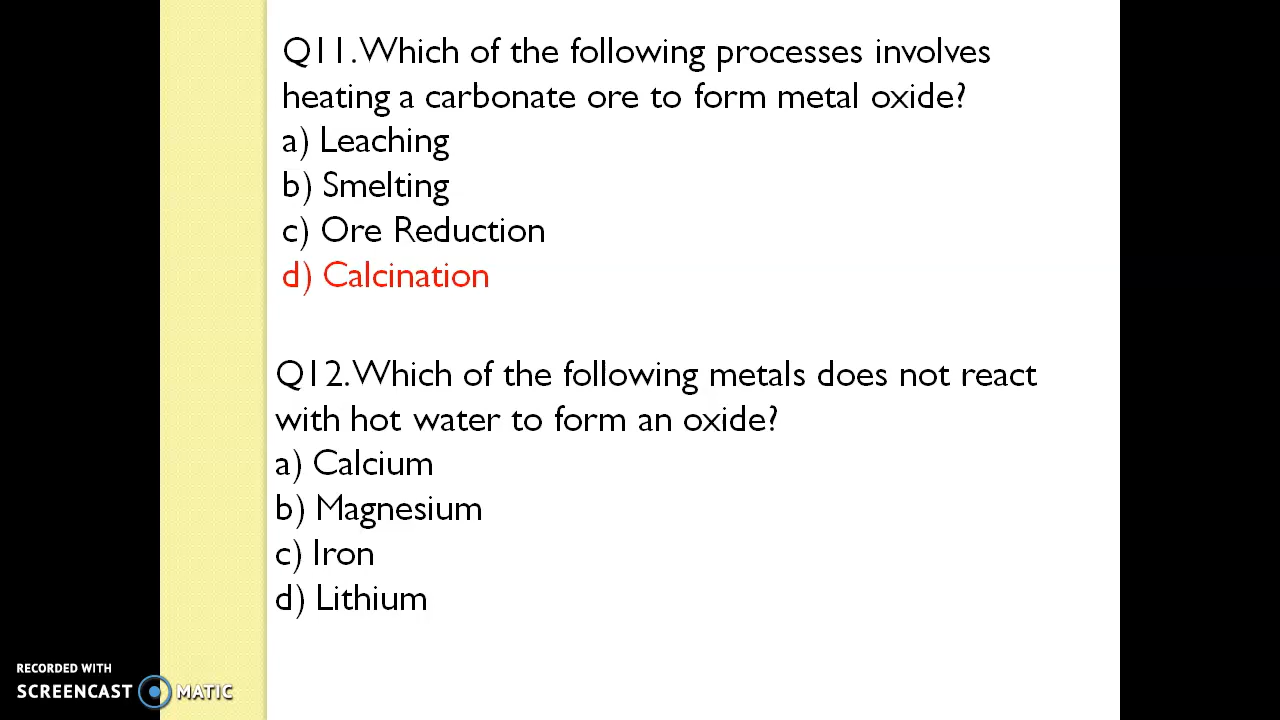 Q11. Which of the following processes involves
heating a carbonate ore to form metal oxide?
a) Leaching
b) Smelting
c) Ore Reduction
d) Calcination
Q12. Which of the following metals does not react
with hot water to form an oxide?
a) Calcium
b) Magnesium
c) Iron
d) Lithium
RECORDED WITH
SCREENCAST MATIC